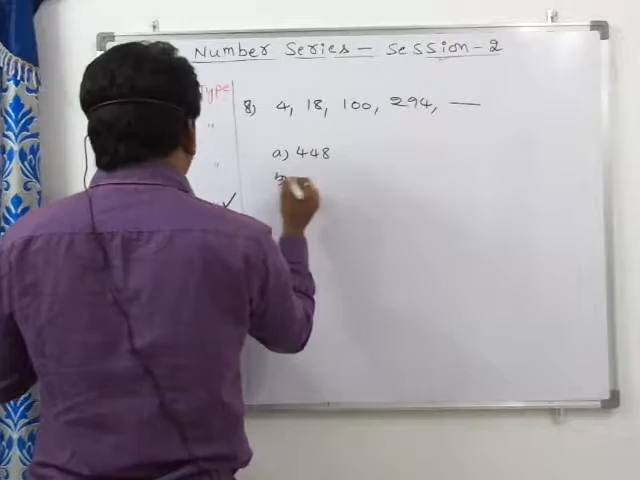 Number Series - Session-2
Type
8) 4, 18, 100, 294, —
"
a) 448
"
b